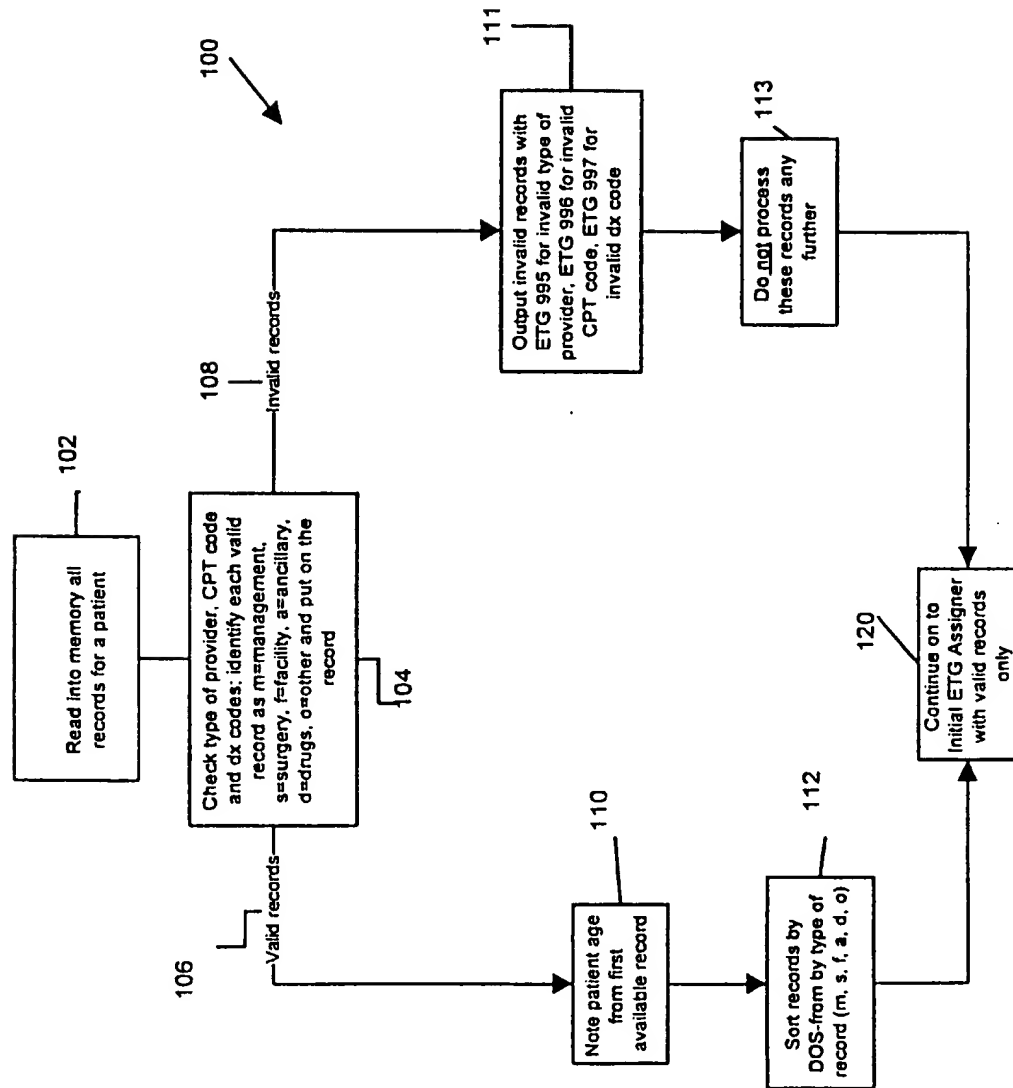 100
102
Read into memory all
records for a patient
Check type of provider, CPT code
and dx codes: identify each valid
record as m=management,
s=surgery, f=facility, a=ancillary,
d=drugs, o=other and put on the
record
104
106
Valid records
108
Invalid records
110
Note patient age
from first
available record
111
Output invalid records with
ETG 995 for invalid type of
provider, ETG 996 for invalid
CPT code, ETG 997 for
invalid dx code
112
Sort records by
DOS-from by type of
record (m, s, f, a, d, o)
113
Do not process
these records any
further
120
Continue on to
Initial ETG Assigner
with valid records
only